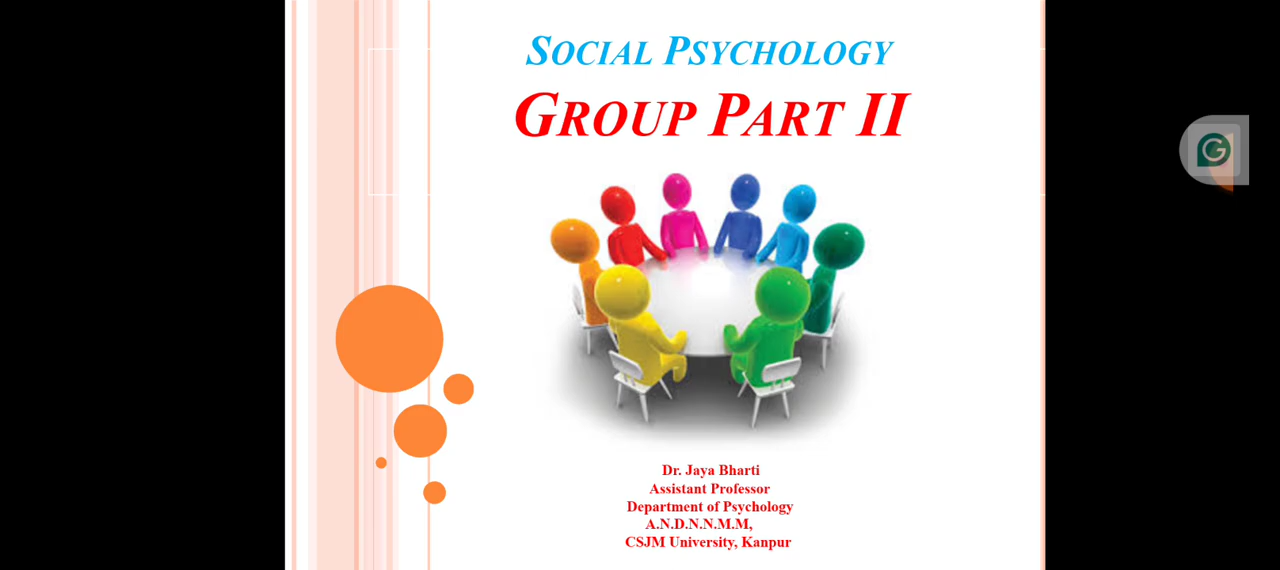 SOCIAL PSYCHOLOGY
GROUP PART II
Dr. Jaya Bharti
Assistant Professor
Department of Psychology
A.N.D.N.N.M.M,
CSJM University, Kanpur